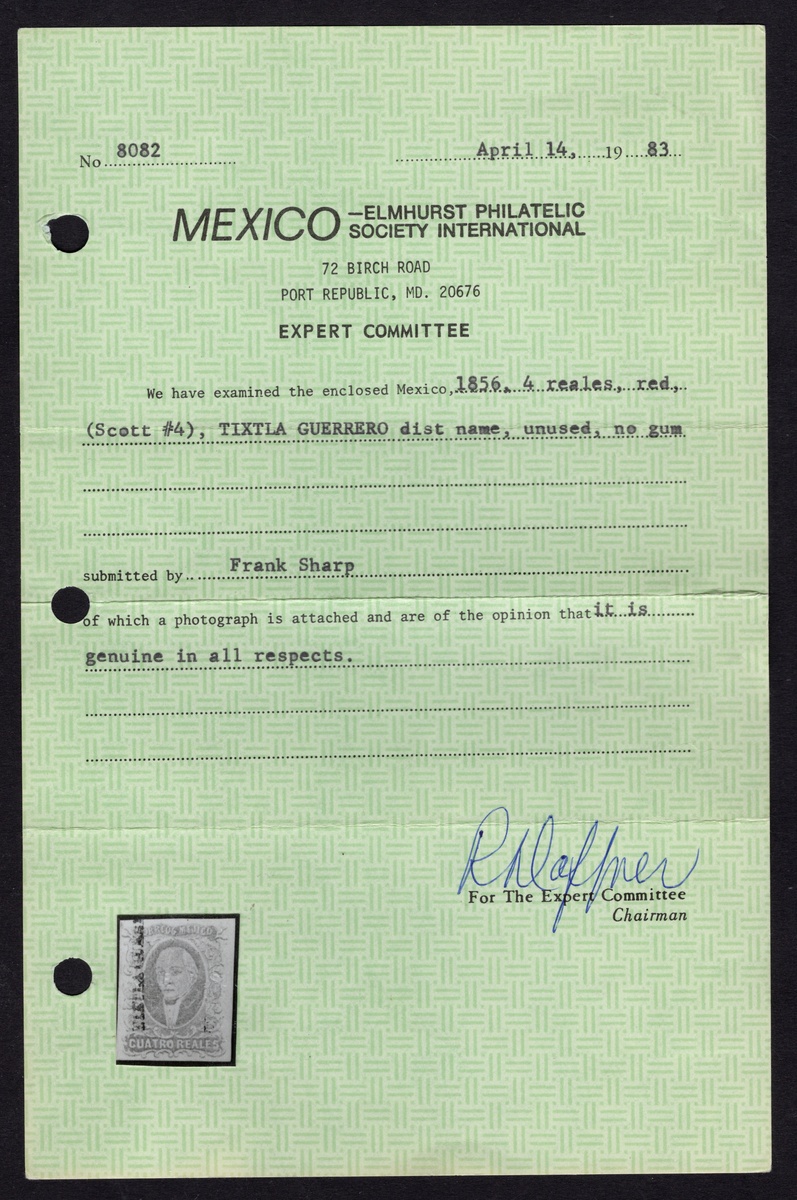 No 8082 April 14, 19 83
MEXICO —ELMHURST PHILATELIC
SOCIETY INTERNATIONAL
72 BIRCH ROAD
PORT REPUBLIC, MD. 20676
EXPERT COMMITTEE
We have examined the enclosed Mexico, 1856, 4 reales, red,
(Scott #4), TIXTLA GUERRERO dist name, unused, no gum
submitted by Frank Sharp
of which a photograph is attached and are of the opinion that it is
genuine in all respects.
For The Expert Committee
Chairman
CUATRO REALES